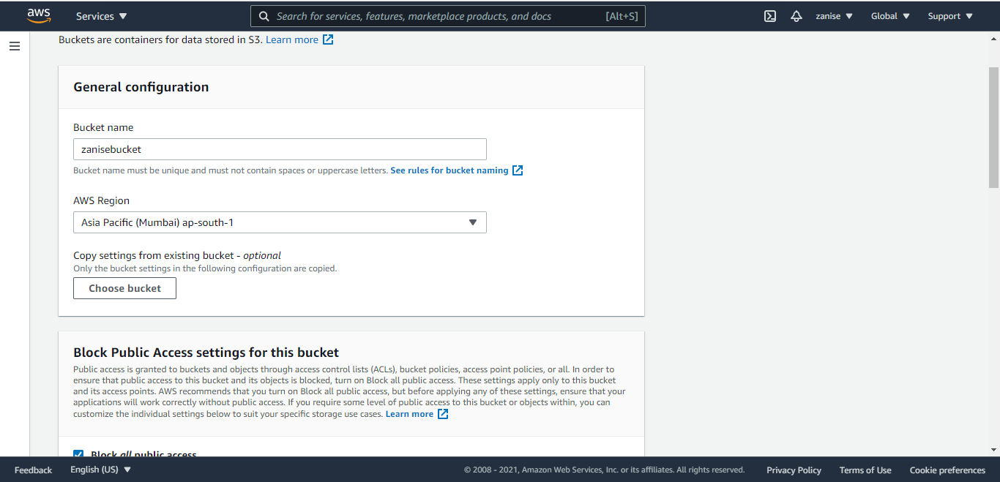 aws Services Search for services, features, marketplace products, and docs [Alt+S] zanise Global Support
Buckets are containers for data stored in S3. Learn more
General configuration
Bucket name
zanisebucket
Bucket name must be unique and must not contain spaces or uppercase letters. See rules for bucket naming
AWS Region
Asia Pacific (Mumbai) ap-south-1
Copy settings from existing bucket - optional
Only the bucket settings in the following configuration are copied.
Choose bucket
Block Public Access settings for this bucket
Public access is granted to buckets and objects through access control lists (ACLs), bucket policies, access point policies, or all. In order to
ensure that public access to this bucket and its objects is blocked, turn on Block all public access. These settings apply only to this bucket
and its access points. AWS recommends that you turn on Block all public access, but before applying any of these settings, ensure that your
applications will work correctly without public access. If you require some level of public access to this bucket or objects within, you can
customize the individual settings below to suit your specific storage use cases. Learn more
Block all public access
Feedback English (US) © 2008 - 2021, Amazon Web Services, Inc. or its affiliates. All rights reserved. Privacy Policy Terms of Use Cookie preferences